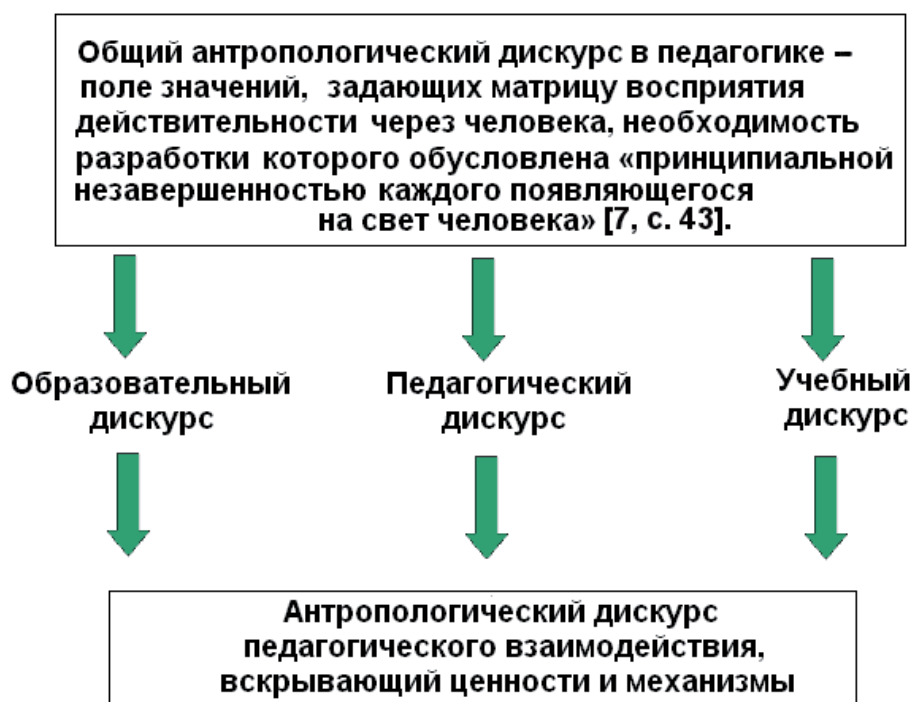 Общий антропологический дискурс в педагогике –
поле значений, задающих матрицу восприятия
действительности через человека, необходимость
разработки которого обусловлена «принципиальной
незавершенностью каждого появляющегося
на свет человека» [7, с. 43].
Образовательный
дискурс
Педагогический
дискурс
Учебный
дискурс
Антропологический дискурс
педагогического взаимодействия,
вскрывающий ценности и механизмы